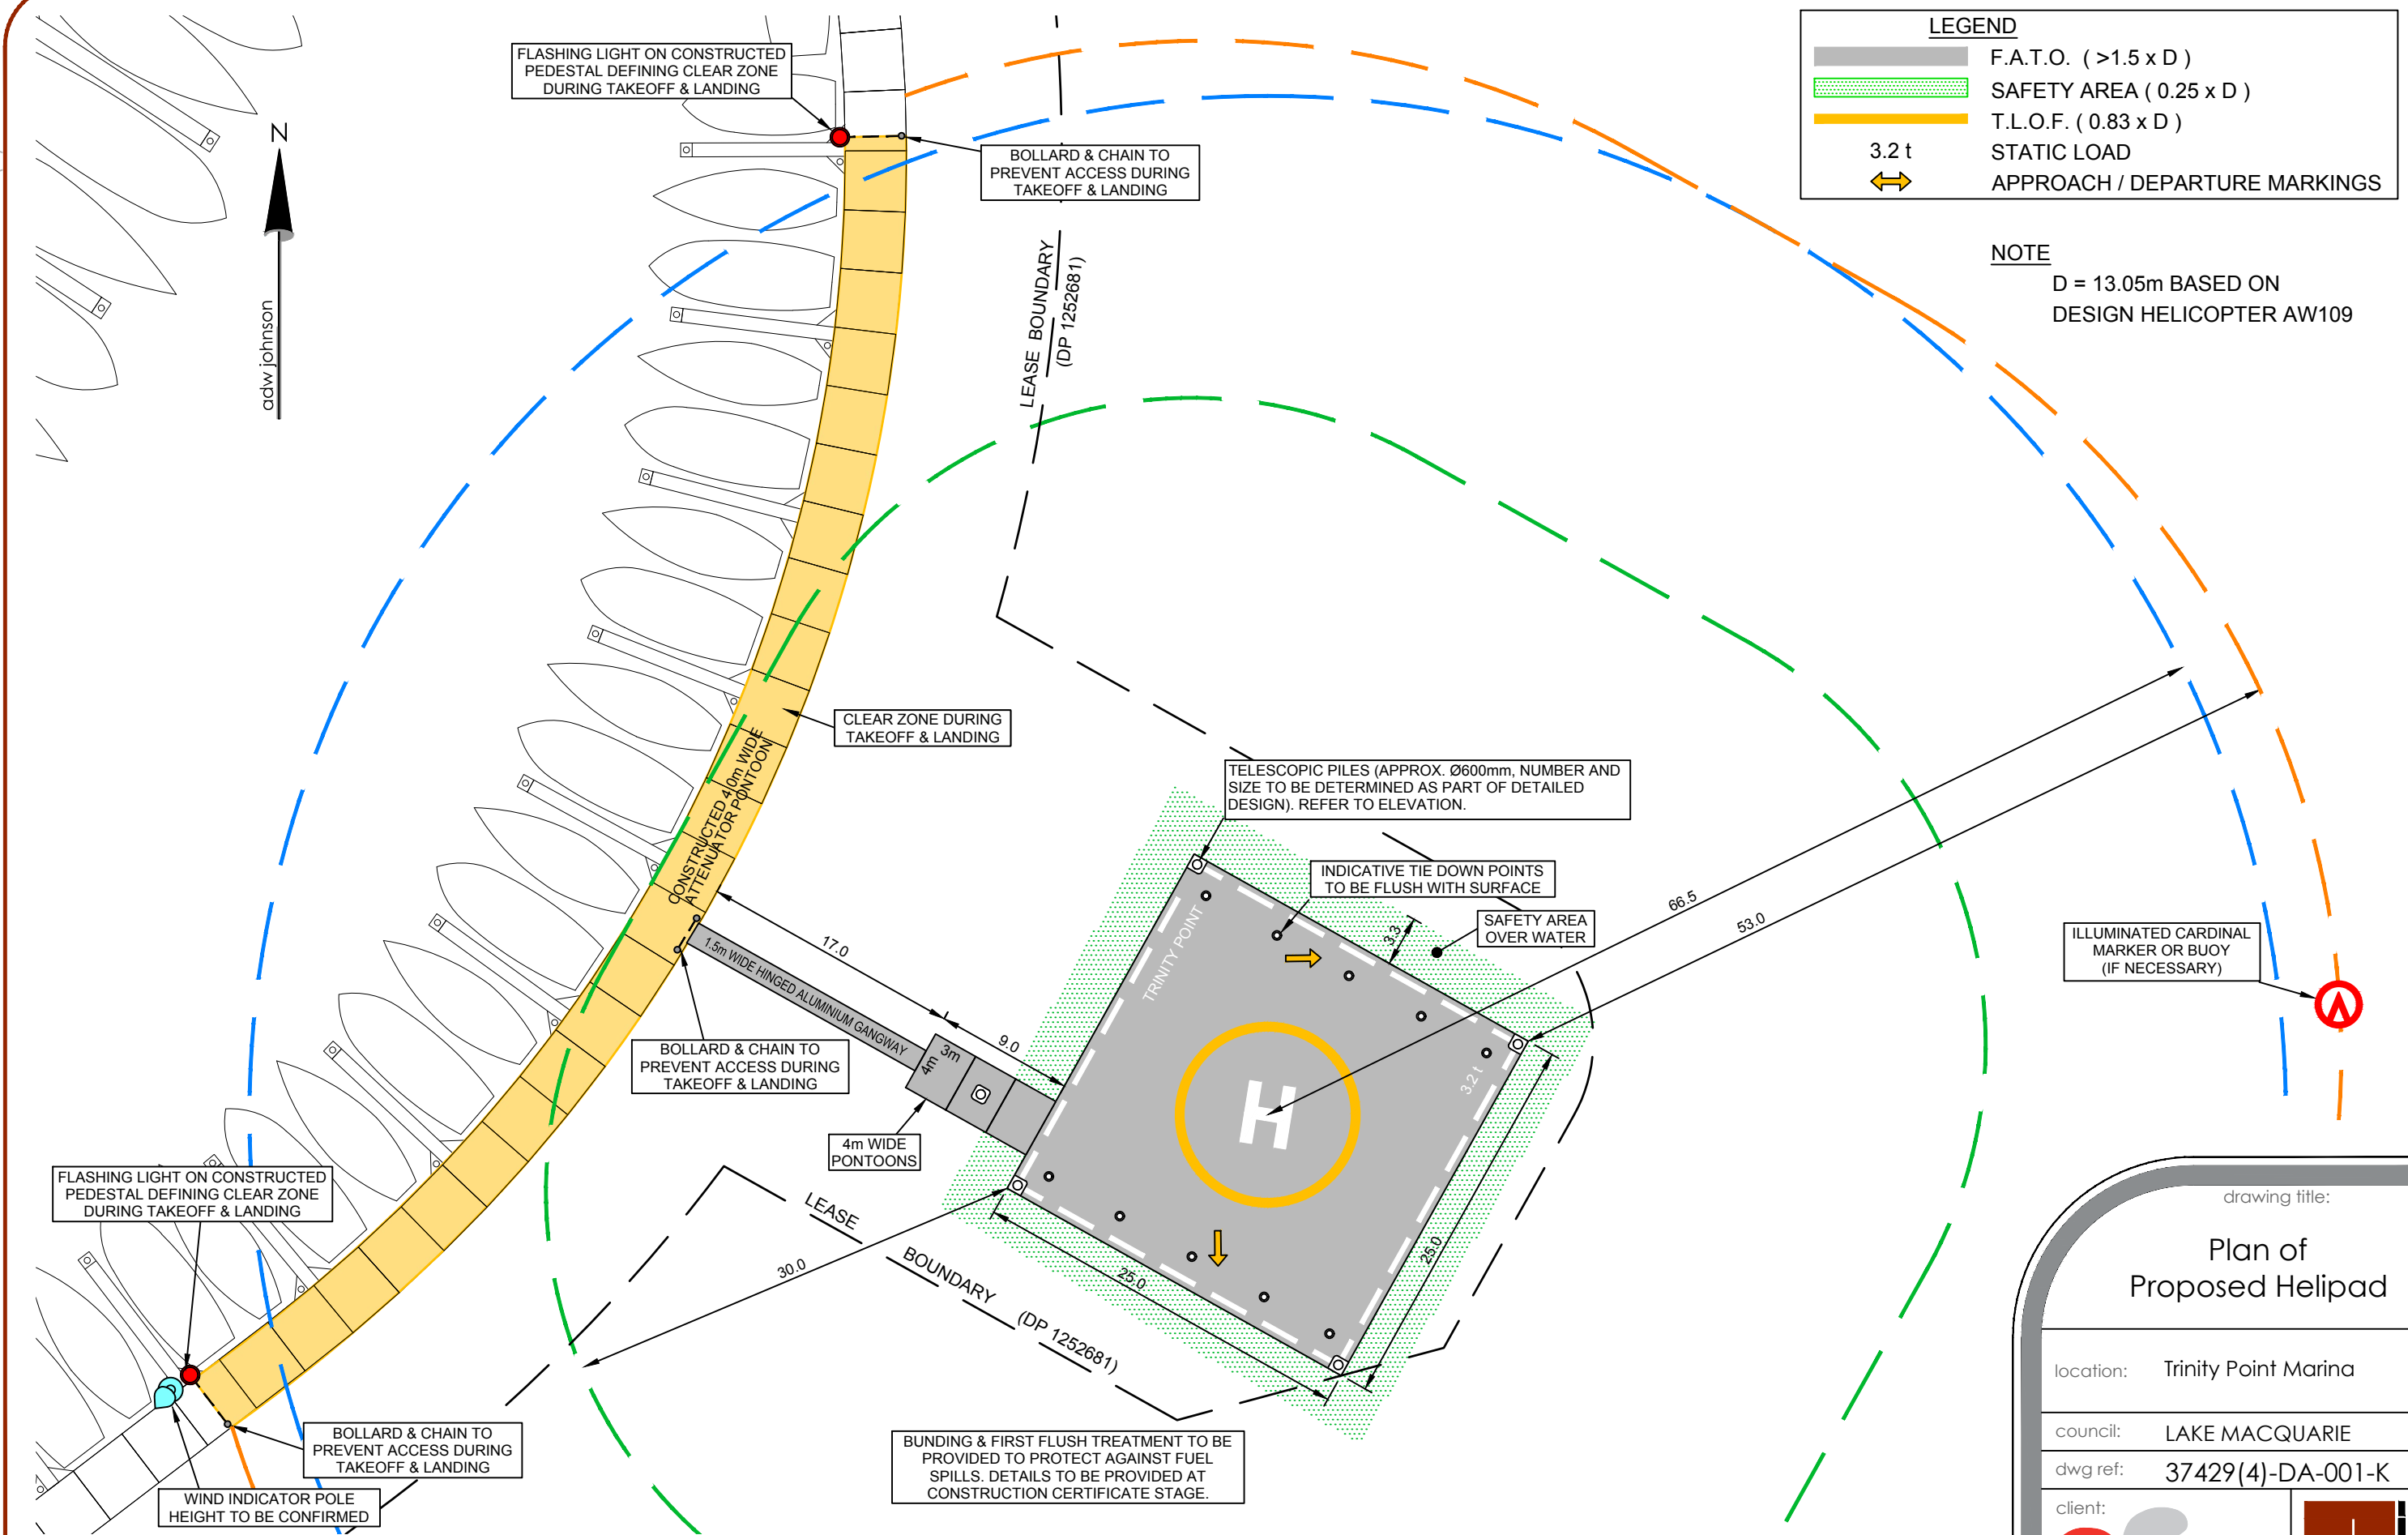 FLASHING LIGHT ON CONSTRUCTED
PEDESTAL DEFINING CLEAR ZONE
DURING TAKEOFF & LANDING
LEGEND
F.A.T.O. ( >1.5 x D )
SAFETY AREA ( 0.25 x D )
T.L.O.F. ( 0.83 x D )
3.2 t STATIC LOAD
APPROACH / DEPARTURE MARKINGS
N
adw johnson
BOLLARD & CHAIN TO
PREVENT ACCESS DURING
TAKEOFF & LANDING
NOTE
D = 13.05m BASED ON
DESIGN HELICOPTER AW109
LEASE BOUNDARY
(DP 1252681)
CLEAR ZONE DURING
TAKEOFF & LANDING
CONSTRUCTED 4.0m WIDE
ATTENUATOR PONTOON
TELESCOPIC PILES (APPROX. Ø600mm, NUMBER AND
SIZE TO BE DETERMINED AS PART OF DETAILED
DESIGN). REFER TO ELEVATION.
INDICATIVE TIE DOWN POINTS
TO BE FLUSH WITH SURFACE
SAFETY AREA
OVER WATER
3.3
66.5
53.0
ILLUMINATED CARDINAL
MARKER OR BUOY
(IF NECESSARY)
17.0
1.5m WIDE HINGED ALUMINIUM GANGWAY
9.0
3m
4m
TRINITY POINT
3.2 t
H
BOLLARD & CHAIN TO
PREVENT ACCESS DURING
TAKEOFF & LANDING
4m WIDE
PONTOONS
FLASHING LIGHT ON CONSTRUCTED
PEDESTAL DEFINING CLEAR ZONE
DURING TAKEOFF & LANDING
LEASE
BOUNDARY
(DP 1252681)
30.0
25.0
25.0
BOLLARD & CHAIN TO
PREVENT ACCESS DURING
TAKEOFF & LANDING
WIND INDICATOR POLE
HEIGHT TO BE CONFIRMED
BUNDING & FIRST FLUSH TREATMENT TO BE
PROVIDED TO PROTECT AGAINST FUEL
SPILLS. DETAILS TO BE PROVIDED AT
CONSTRUCTION CERTIFICATE STAGE.
drawing title:
Plan of
Proposed Helipad
location: Trinity Point Marina
council: LAKE MACQUARIE
dwg ref: 37429(4)-DA-001-K
client: